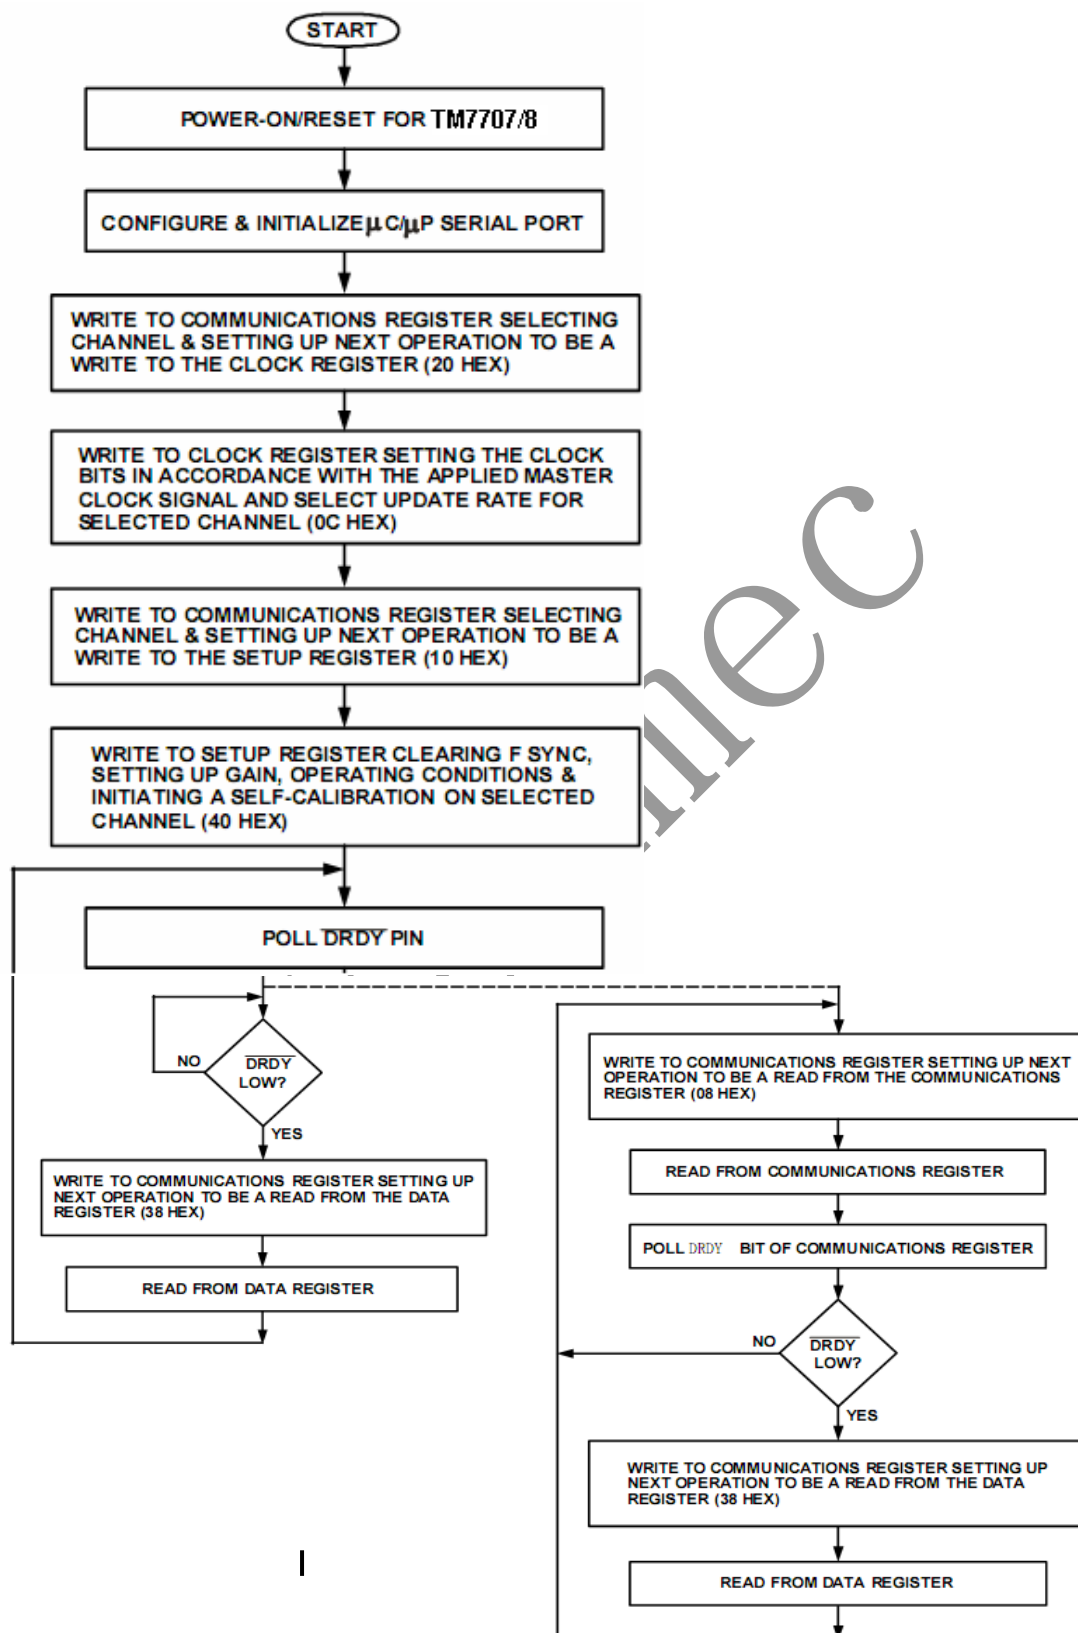 START
POWER-ON/RESET FOR TM7707/8
CONFIGURE & INITIALIZE μC/μP SERIAL PORT
WRITE TO COMMUNICATIONS REGISTER SELECTING
CHANNEL & SETTING UP NEXT OPERATION TO BE A
WRITE TO THE CLOCK REGISTER (20 HEX)
WRITE TO CLOCK REGISTER SETTING THE CLOCK
BITS IN ACCORDANCE WITH THE APPLIED MASTER
CLOCK SIGNAL AND SELECT UPDATE RATE FOR
SELECTED CHANNEL (0C HEX)
WRITE TO COMMUNICATIONS REGISTER SELECTING
CHANNEL & SETTING UP NEXT OPERATION TO BE A
WRITE TO THE SETUP REGISTER (10 HEX)
WRITE TO SETUP REGISTER CLEARING F SYNC,
SETTING UP GAIN, OPERATING CONDITIONS &
INITIATING A SELF-CALIBRATION ON SELECTED
CHANNEL (40 HEX)
POLL DRDY PIN
NO
DRDY
LOW?
YES
WRITE TO COMMUNICATIONS REGISTER SETTING UP
NEXT OPERATION TO BE A READ FROM THE DATA
REGISTER (38 HEX)
READ FROM DATA REGISTER
WRITE TO COMMUNICATIONS REGISTER SETTING UP NEXT
OPERATION TO BE A READ FROM THE COMMUNICATIONS
REGISTER (08 HEX)
READ FROM COMMUNICATIONS REGISTER
POLL DRDY BIT OF COMMUNICATIONS REGISTER
NO
DRDY
LOW?
YES
WRITE TO COMMUNICATIONS REGISTER SETTING UP
NEXT OPERATION TO BE A READ FROM THE DATA
REGISTER (38 HEX)
READ FROM DATA REGISTER